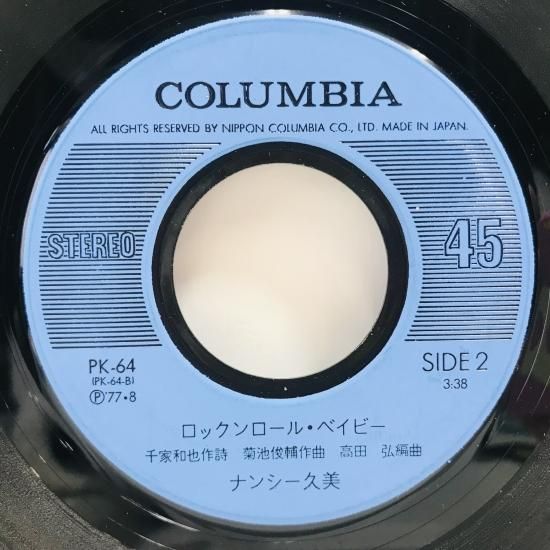 COLUMBIA
ALL RIGHTS RESERVED BY NIPPON COLUMBIA CO., LTD. MADE IN JAPAN.
STEREO
45
PK-64
(PK-64-B)
Ⓟ'77・8
SIDE 2
3:38
ロックンロール・ベイビー
千家和也作詩 菊池俊輔作曲 高田 弘編曲
ナンシー久美